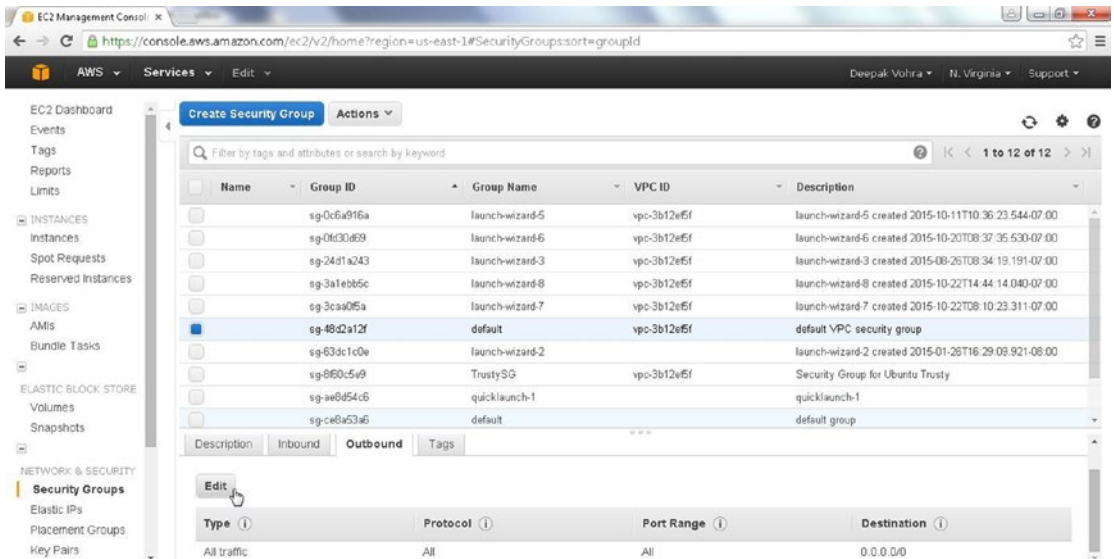 EC2 Management Consol
https://console.aws.amazon.com/ec2/v2/home?region=us-east-1#SecurityGroups:sort=groupId
AWS Services Edit Deepak Vohra N. Virginia Support
EC2 Dashboard
Events
Tags
Reports
Limits
INSTANCES
Instances
Spot Requests
Reserved Instances
IMAGES
AMIs
Bundle Tasks
ELASTIC BLOCK STORE
Volumes
Snapshots
NETWORK & SECURITY
Security Groups
Elastic IPs
Placement Groups
Key Pairs
Create Security Group Actions
Filter by tags and attributes or search by keyword 1 to 12 of 12
Name Group ID Group Name VPC ID Description
sg-0c6a916a launch-wizard-5 vpc-3b12ef5f launch-wizard-5 created 2015-10-11T10:36:23.544-07:00
sg-0fd30d69 launch-wizard-6 vpc-3b12ef5f launch-wizard-6 created 2015-10-20T08:37:35.530-07:00
sg-24d1a243 launch-wizard-3 vpc-3b12ef5f launch-wizard-3 created 2015-08-26T08:34:19.191-07:00
sg-3a1ebb5c launch-wizard-8 vpc-3b12ef5f launch-wizard-8 created 2015-10-22T14:44:14.040-07:00
sg-3caa0f5a launch-wizard-7 vpc-3b12ef5f launch-wizard-7 created 2015-10-22T08:10:23.311-07:00
sg-48d2a12f default vpc-3b12ef5f default VPC security group
sg-63dc1c0e launch-wizard-2 launch-wizard-2 created 2015-01-26T16:29:09.921-08:00
sg-8f60c5e9 TrustySG vpc-3b12ef5f Security Group for Ubuntu Trusty
sg-ae8d54c6 quicklaunch-1 quicklaunch-1
sg-ce8a53a6 default default group
Description Inbound Outbound Tags
Edit
Type Protocol Port Range Destination
All traffic All All 0.0.0.0/0